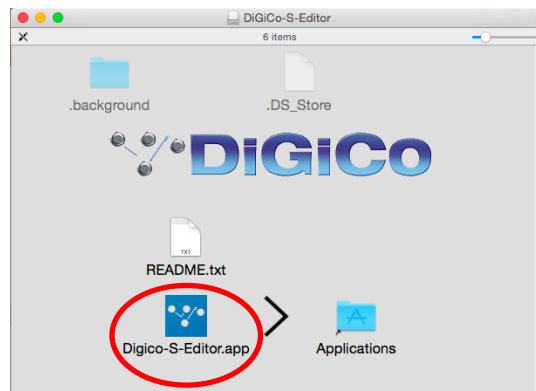 DiGiCo-S-Editor
6 items
.background
.DS_Store
DiGiCo
TXT
README.txt
Digico-S-Editor.app
Applications